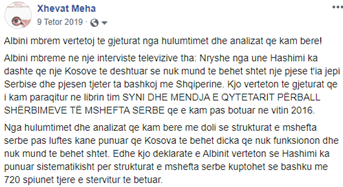 Xhevat Meha
9 Tetor 2019 ·
Albini mbrem vertetoj te gjeturat nga hulumtimet dhe analizat qe kam bere!
Albini mbreme ne nje interviste televizive tha: Nryshe nga une Hashimi ka
dashte qe nje Kosove te deshtuar se nuk mund te behet shtet nje pjese t'ia jepi
Serbise dhe pjesen tjeter ta bashkoj me Shqiperine. Kjo verteton te gjeturat qe
i kam paraqitur ne librin tim SYNI DHE MENDJA E QYTETARIT PËRBALL
SHËRBIMEVE TË MSHEFTA SERBE qe e kam pas botuar ne vitin 2016.
Nga hulumtimet dhe analizat qe kam bere me doli se strukturat e mshefta
serbe pas luftes kane punuar qe Kosova te behet dicka qe nuk funksionon dhe
nuk mund te behet shtet. Edhe kjo deklarate e Albinit verteton se Hashimi ka
punuar sistematikisht per strukturat e mshefta serbe kuptohet se bashku me
720 spiunet tjere e stervitur te betuar.